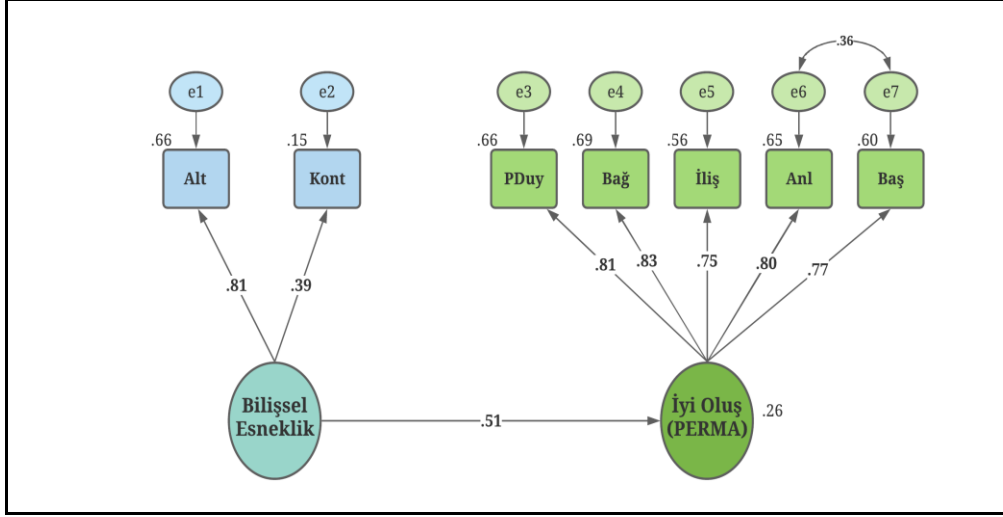 .36
e1
e2
e3
e4
e5
e6
e7
.66
.15
.66
.69
.56
.65
.60
Alt
Kont
PDuy
Bağ
İliş
Anl
Baş
.81
.39
.81
.83
.75
.80
.77
Bilişsel
Esneklik
.51
İyi Oluş
(PERMA)
.26